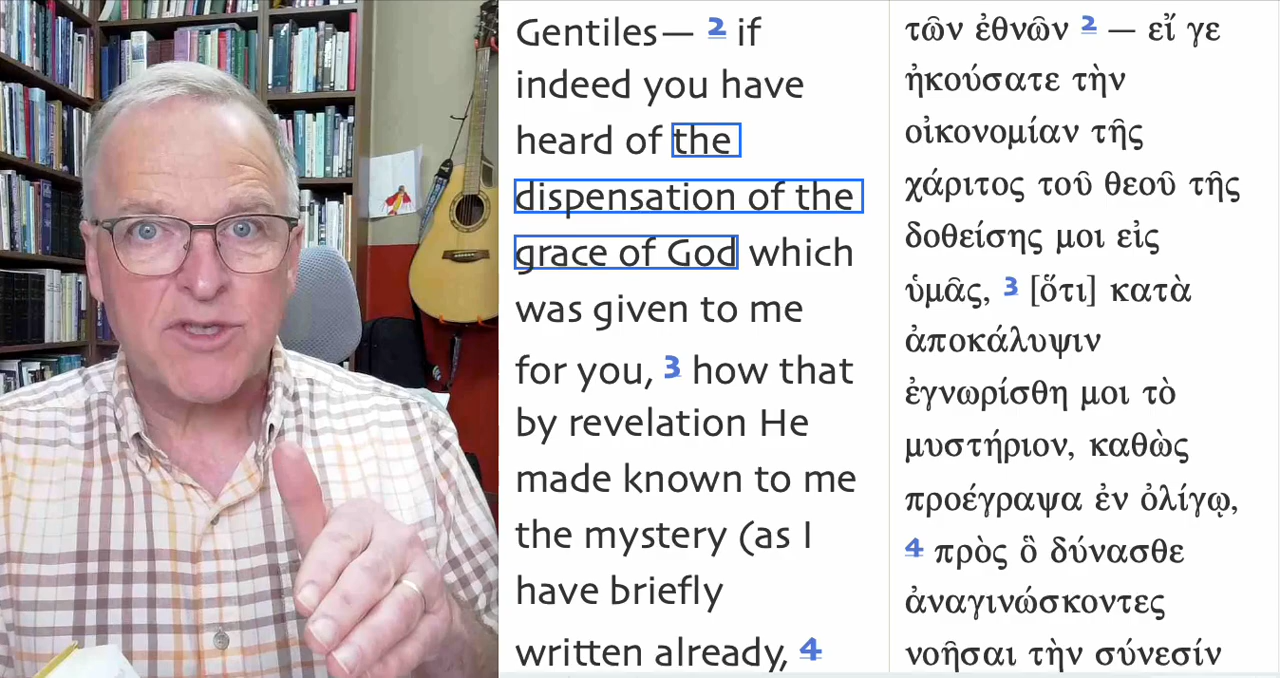 Gentiles— 2 if
indeed you have
heard of the
dispensation of the
grace of God which
was given to me
for you, 3 how that
by revelation He
made known to me
the mystery (as I
have briefly
written already, 4
τῶν ἐθνῶν 2 — εἴ γε
ἠκούσατε τὴν
οἰκονομίαν τῆς
χάριτος τοῦ θεοῦ τῆς
δοθείσης μοι εἰς
ὑμᾶς, 3 [ὅτι] κατὰ
ἀποκάλυψιν
ἐγνωρίσθη μοι τὸ
μυστήριον, καθὼς
προέγραψα ἐν ὀλίγῳ,
4 πρὸς ὃ δύνασθε
ἀναγινώσκοντες
νοῆσαι τὴν σύνεσίν